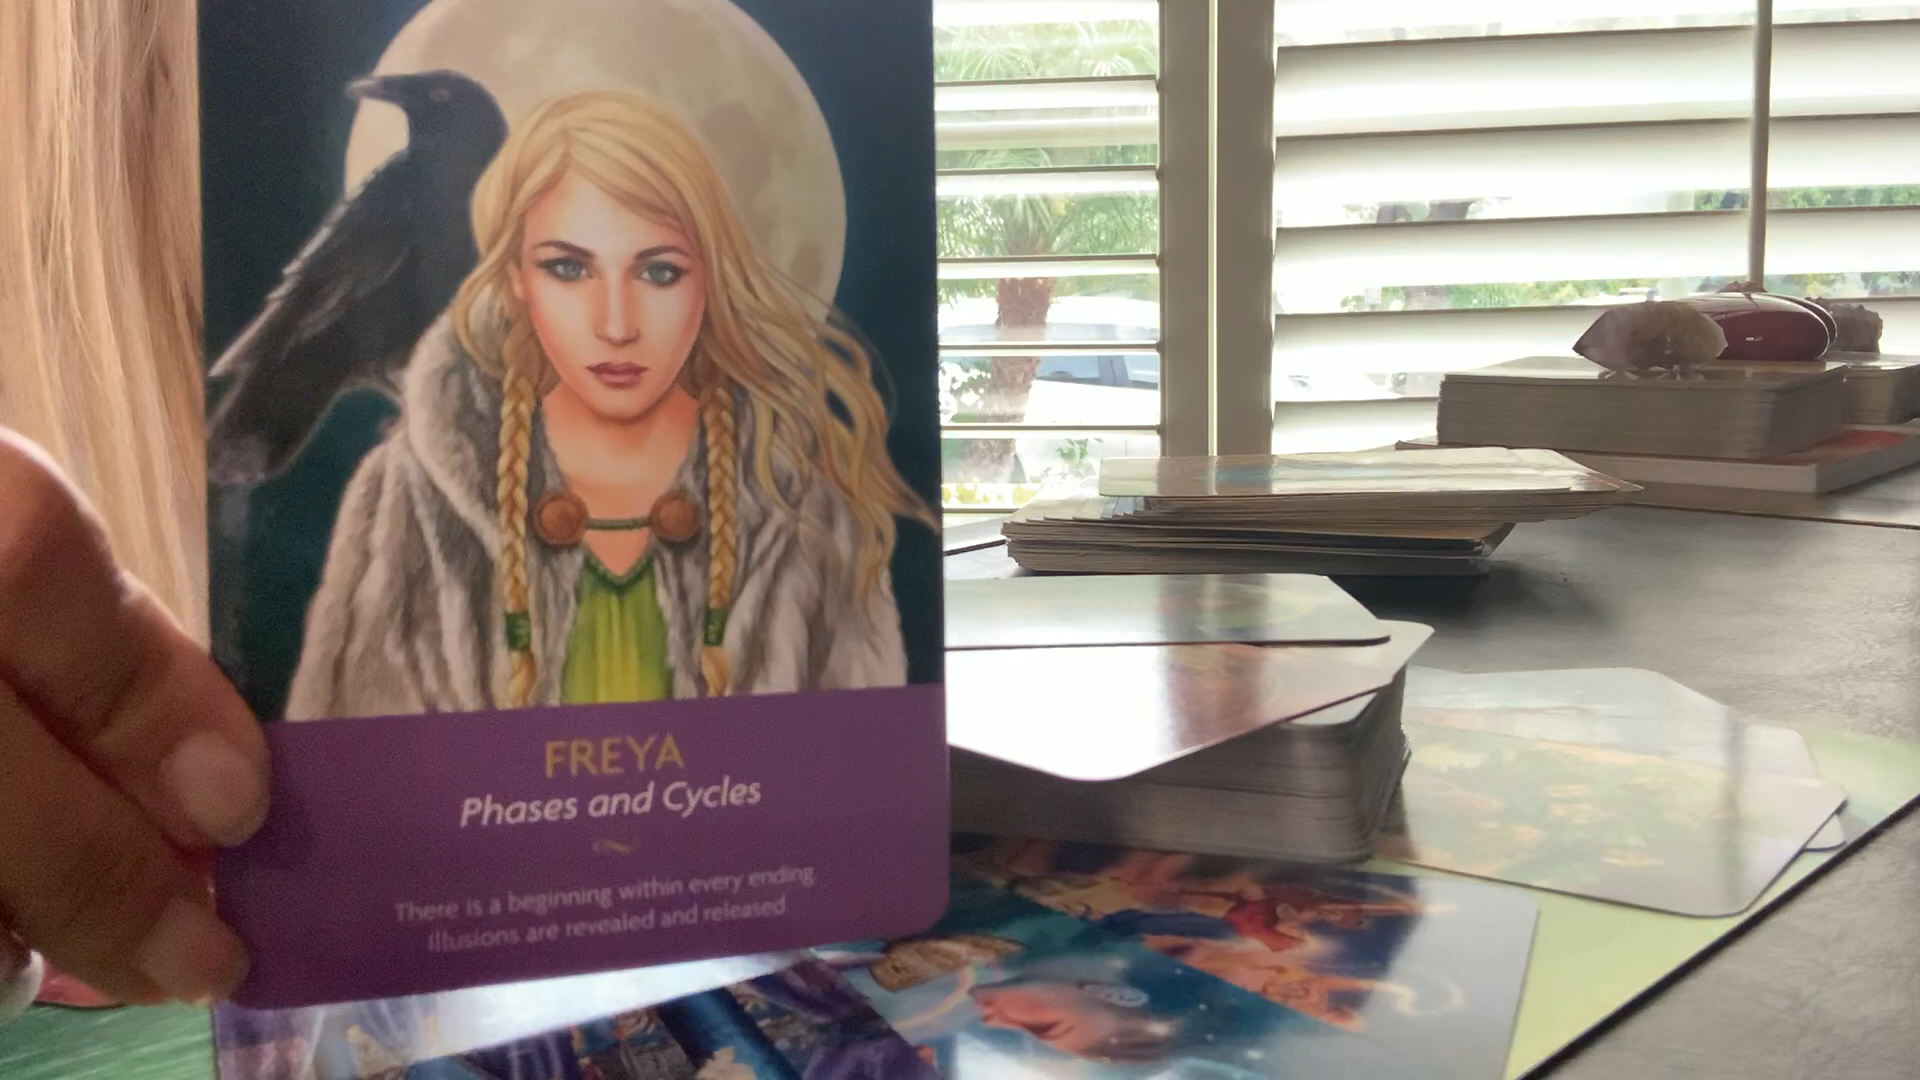 FREYA
Phases and Cycles
There is a beginning within every ending
Illusions are revealed and released